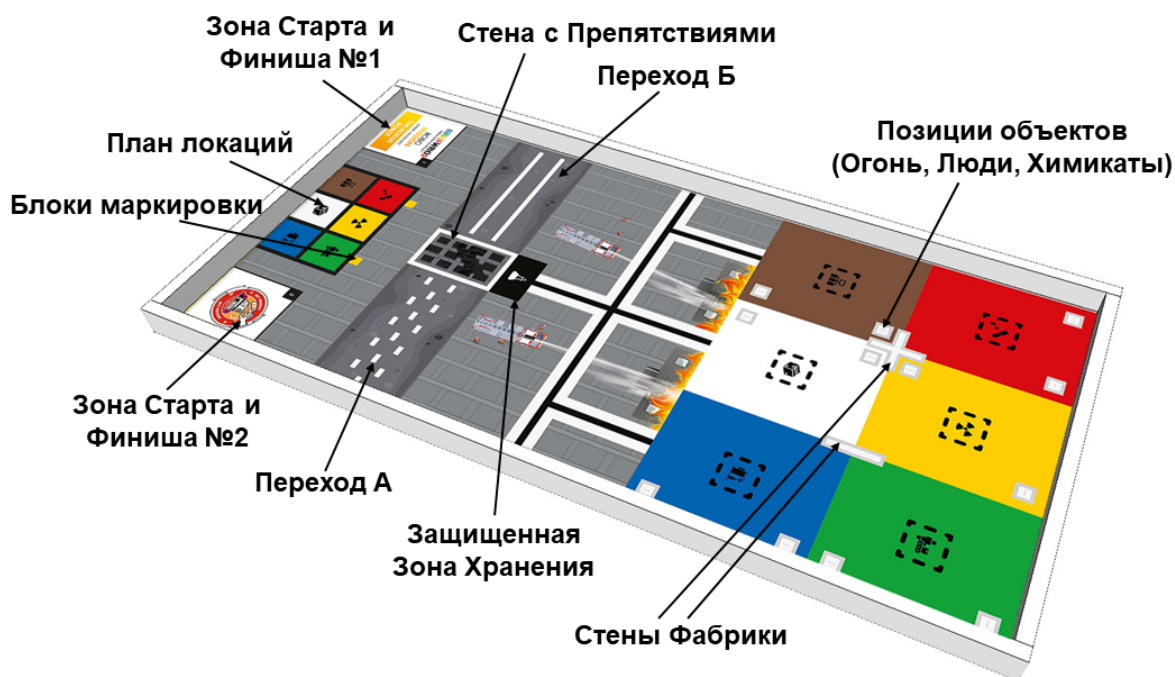 Зона Старта и
Финиша №1
Стена с Препятствиями
Переход Б
План локаций
Позиции объектов
(Огонь, Люди, Химикаты)
Блоки маркировки
Зона Старта и
Финиша №2
Переход А
Защищенная
Зона Хранения
Стены Фабрики